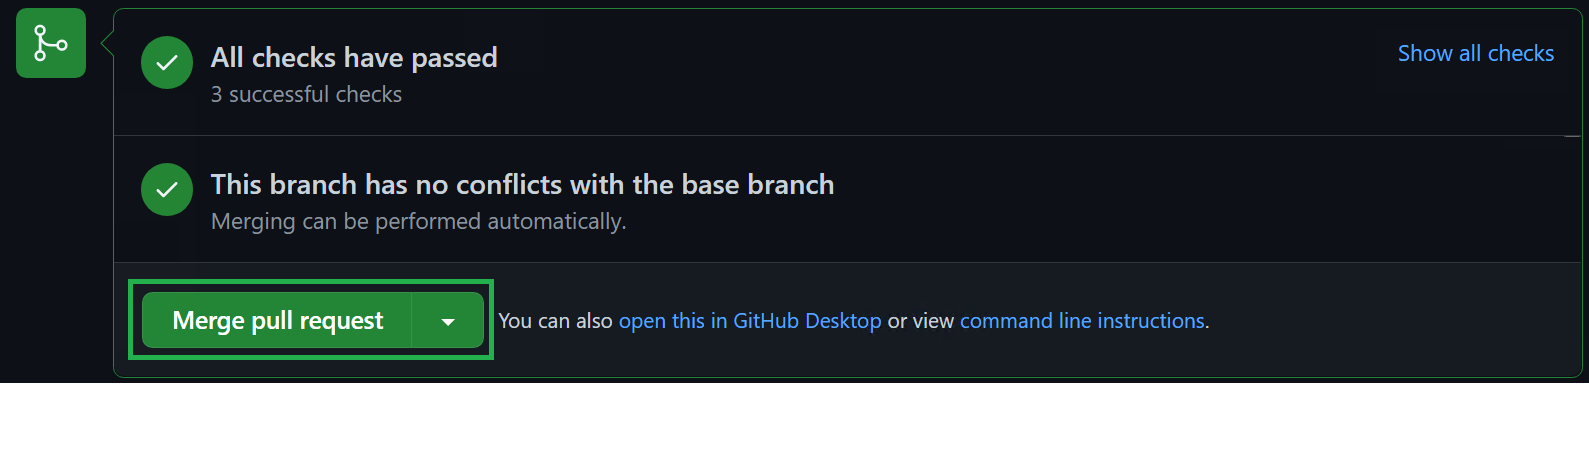 All checks have passed
Show all checks
3 successful checks
This branch has no conflicts with the base branch
Merging can be performed automatically.
Merge pull request
You can also open this in GitHub Desktop or view command line instructions.